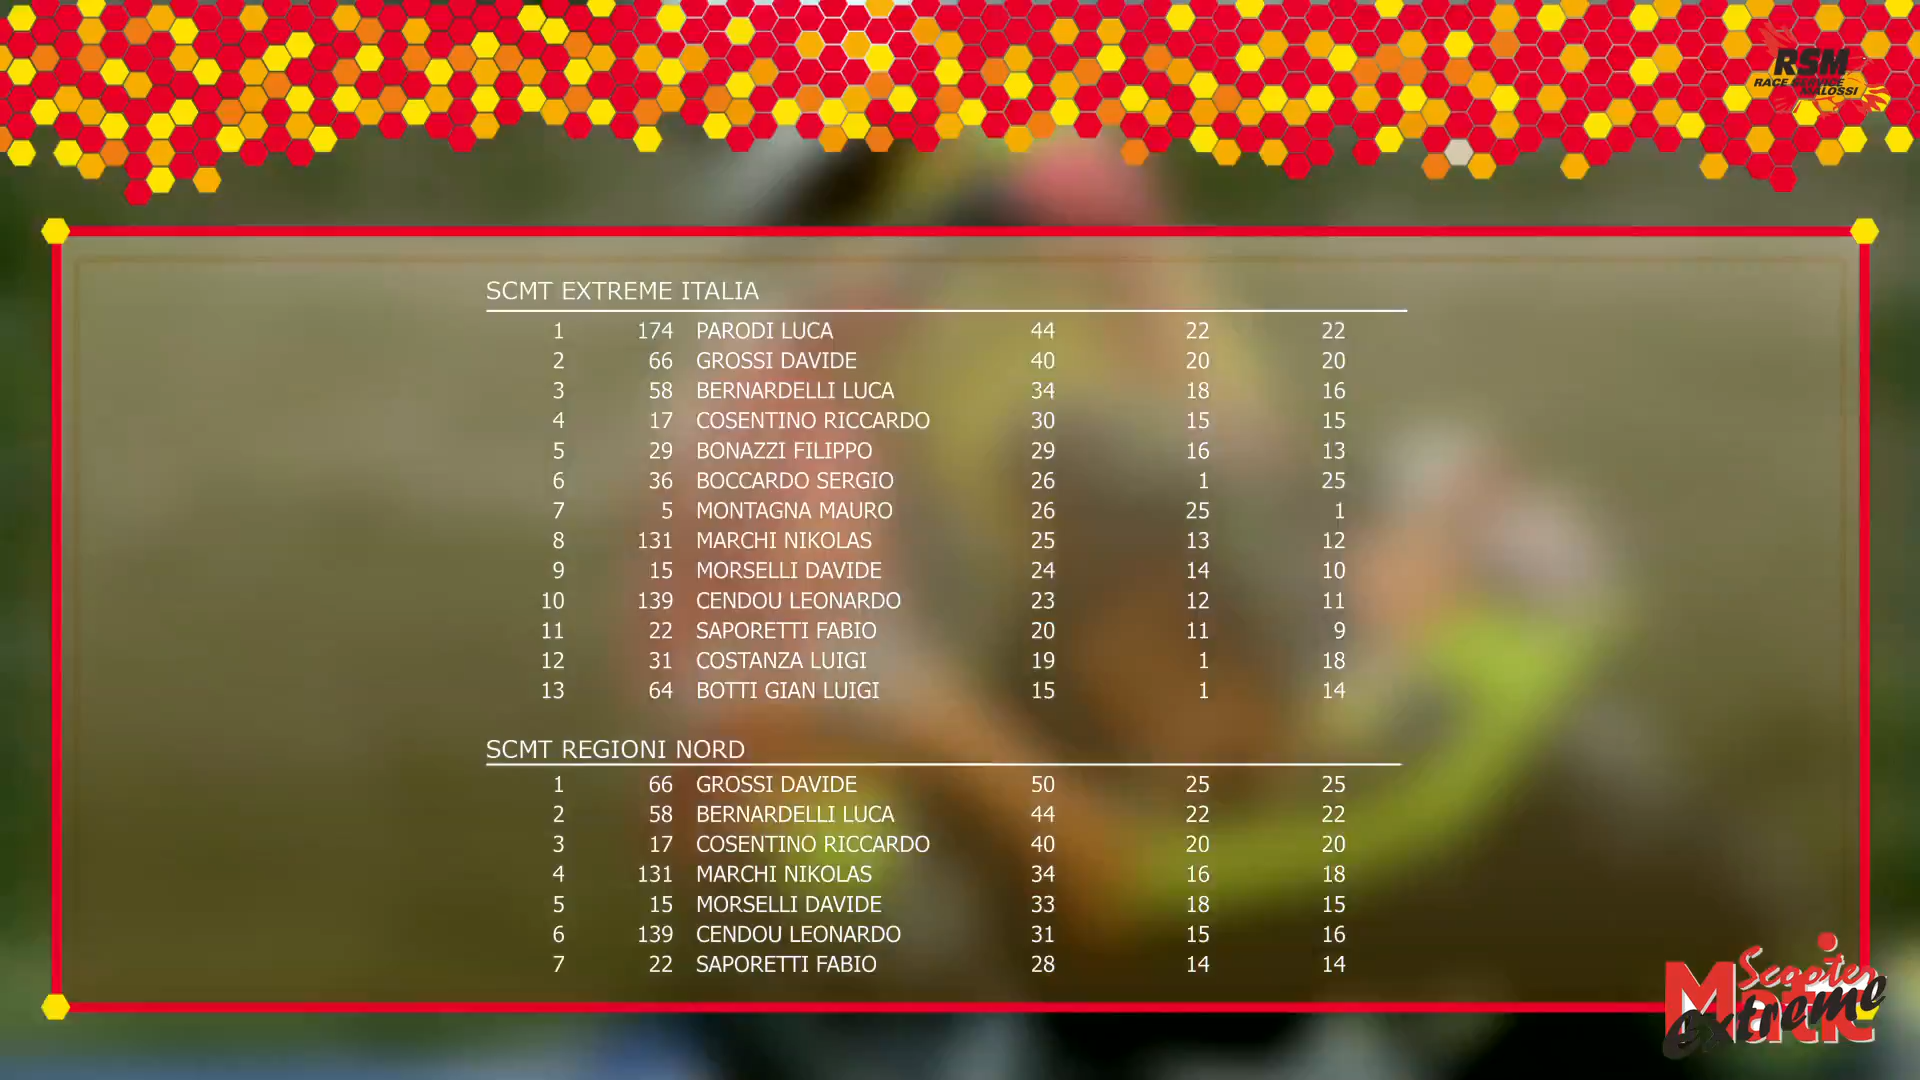 RSM
RACE SERVICE
MALOSSI
SCMT EXTREME ITALIA
1 174 PARODI LUCA 44 22 22
2 66 GROSSI DAVIDE 40 20 20
3 58 BERNARDELLI LUCA 34 18 16
4 17 COSENTINO RICCARDO 30 15 15
5 29 BONAZZI FILIPPO 29 16 13
6 36 BOCCARDO SERGIO 26 1 25
7 5 MONTAGNA MAURO 26 25 1
8 131 MARCHI NIKOLAS 25 13 12
9 15 MORSELLI DAVIDE 24 14 10
10 139 CENDOU LEONARDO 23 12 11
11 22 SAPORETTI FABIO 20 11 9
12 31 COSTANZA LUIGI 19 1 18
13 64 BOTTI GIAN LUIGI 15 1 14
SCMT REGIONI NORD
1 66 GROSSI DAVIDE 50 25 25
2 58 BERNARDELLI LUCA 44 22 22
3 17 COSENTINO RICCARDO 40 20 20
4 131 MARCHI NIKOLAS 34 16 18
5 15 MORSELLI DAVIDE 33 18 15
6 139 CENDOU LEONARDO 31 15 16
7 22 SAPORETTI FABIO 28 14 14
Scooter
Matic
extreme